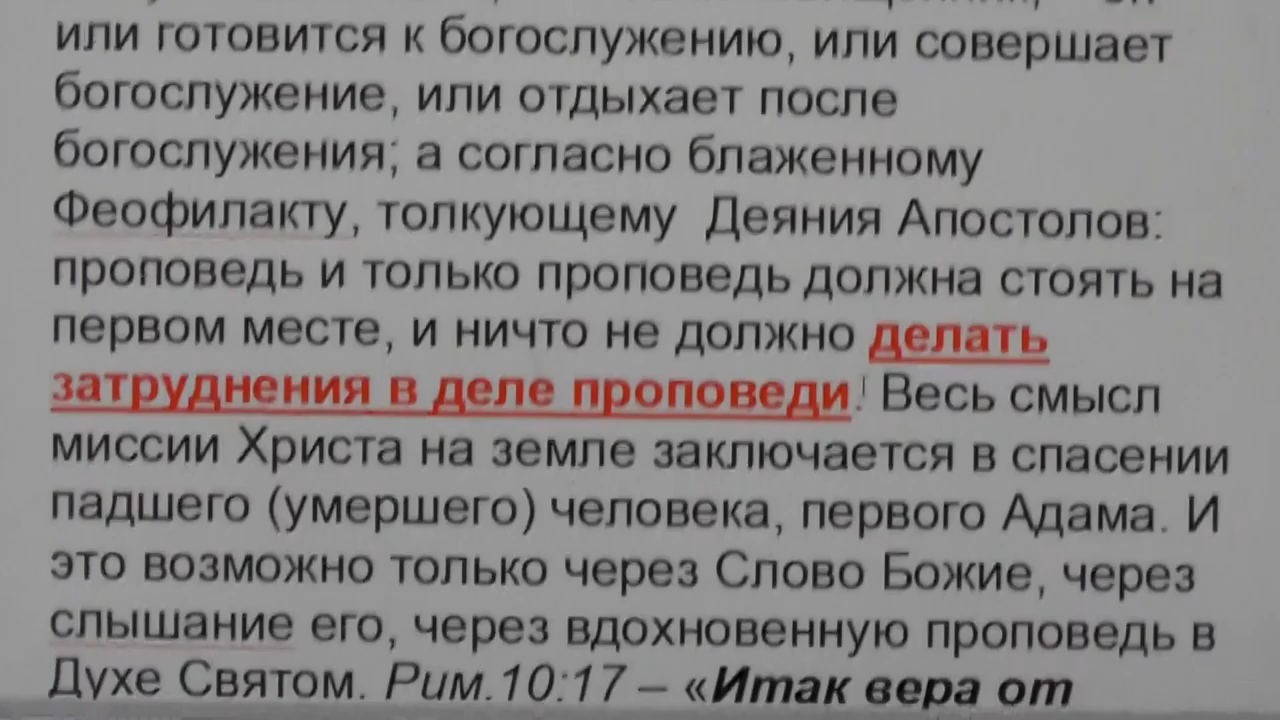 или готовится к богослужению, или совершает
богослужение, или отдыхает после
богослужения; а согласно блаженному
Феофилакту, толкующему Деяния Апостолов:
проповедь и только проповедь должна стоять на
первом месте, и ничто не должно делать
затруднения в деле проповеди! Весь смысл
миссии Христа на земле заключается в спасении
падшего (умершего) человека, первого Адама. И
это возможно только через Слово Божие, через
слышание его, через вдохновенную проповедь в
Духе Святом. Рим.10:17 – «Итак вера от